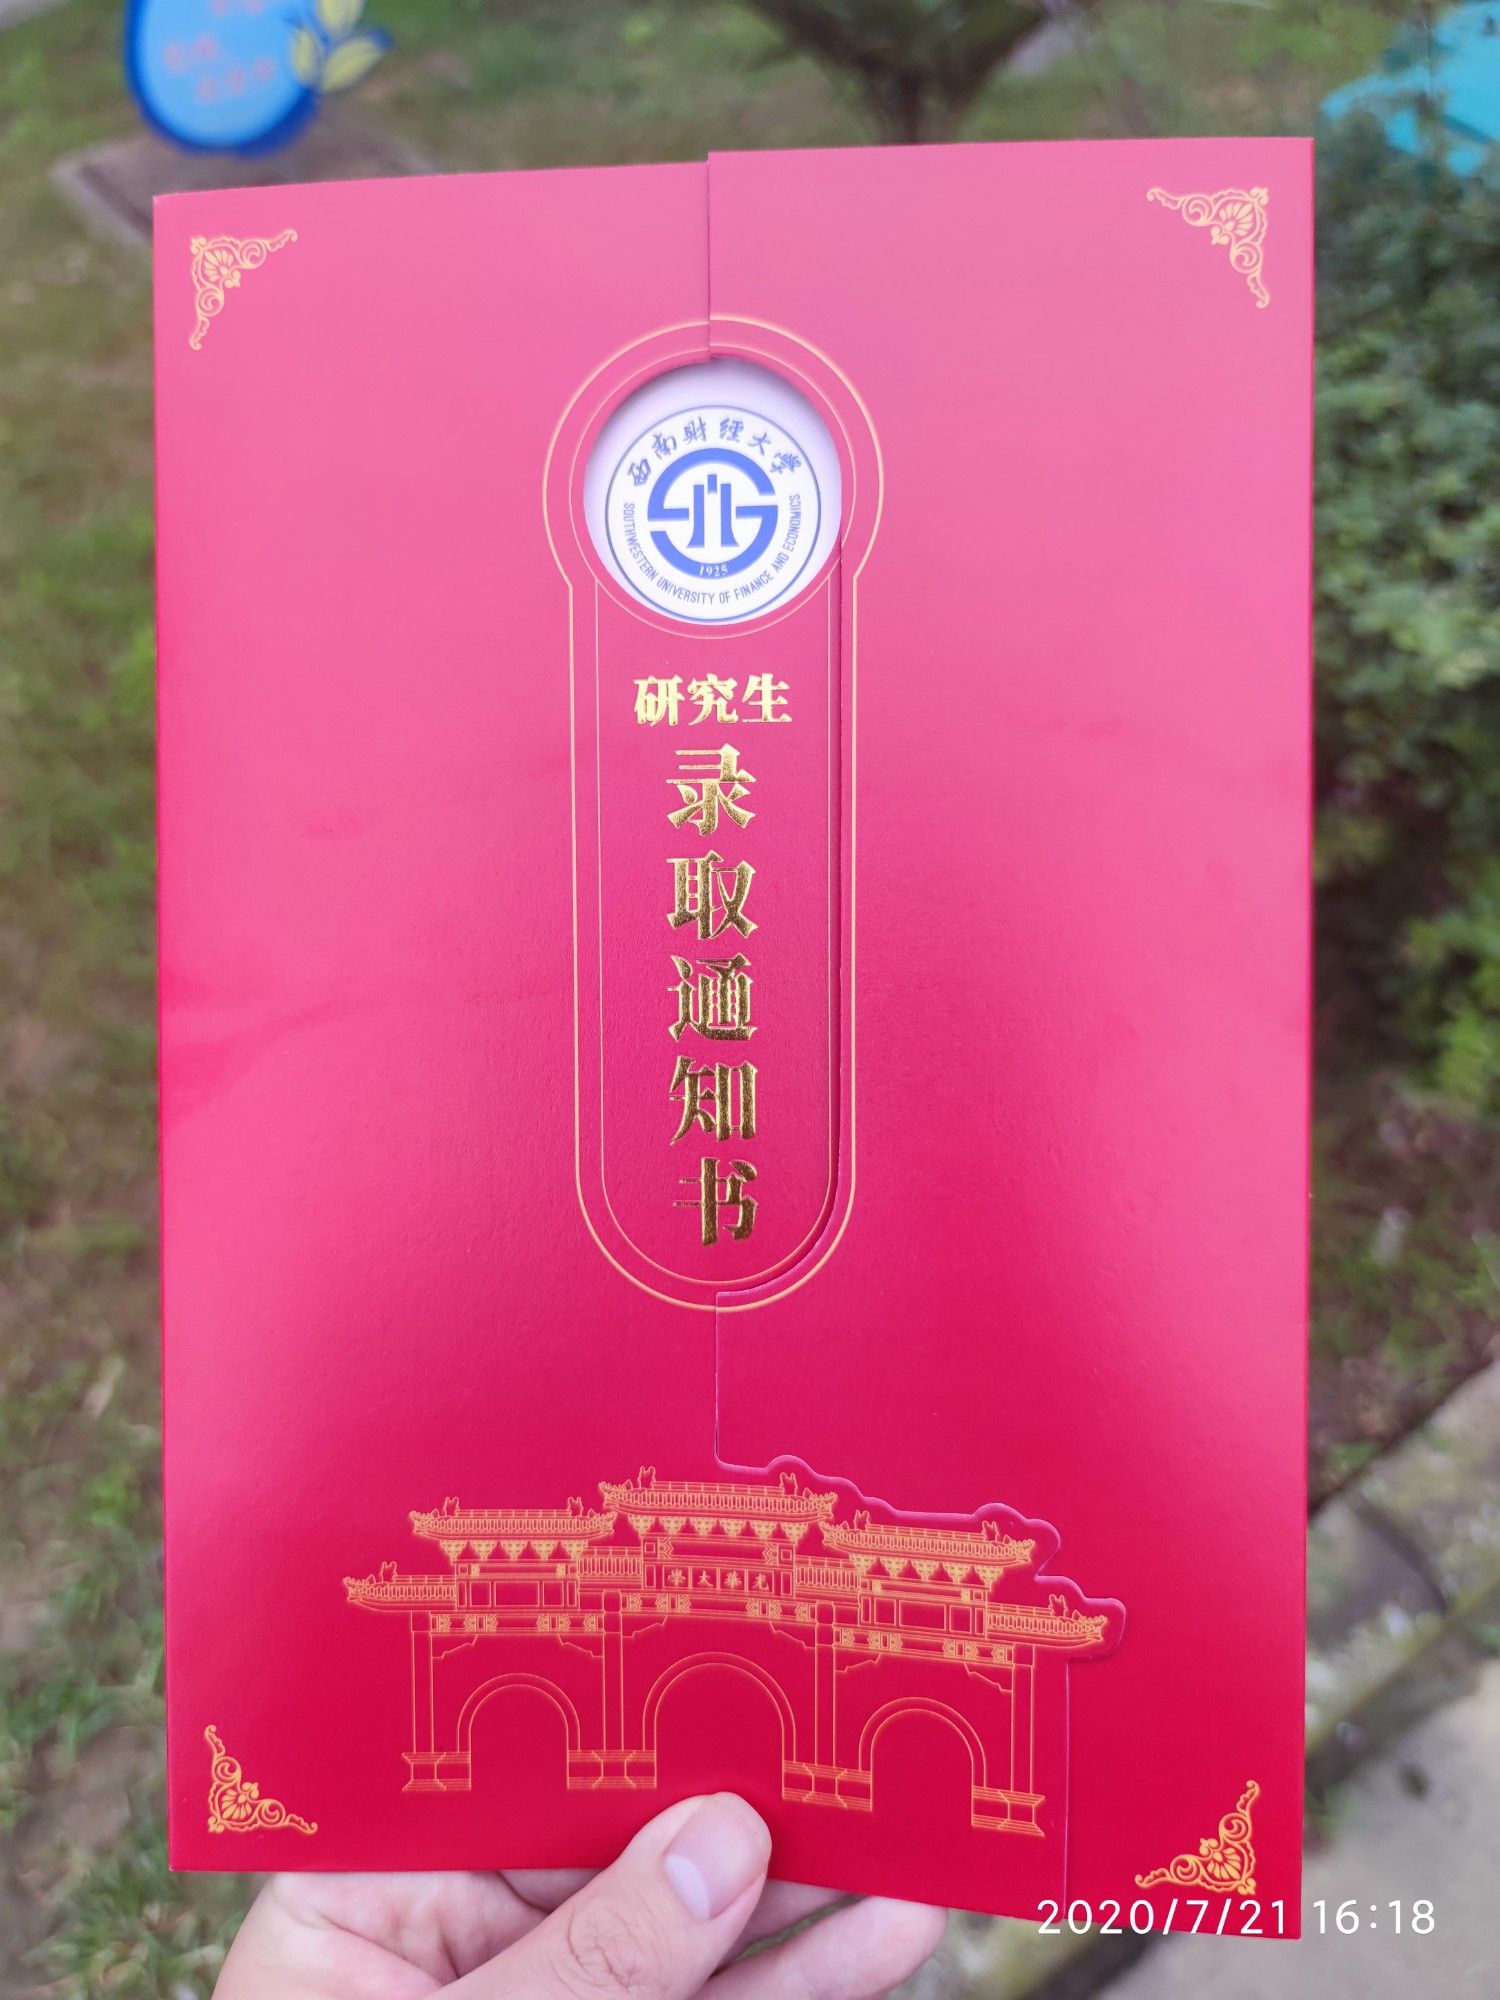 西南财经大学
SOUTHWESTERN UNIVERSITY OF FINANCE AND ECONOMICS
1925
研究生
录取通知书
學大華光
2020/7/21 16:18